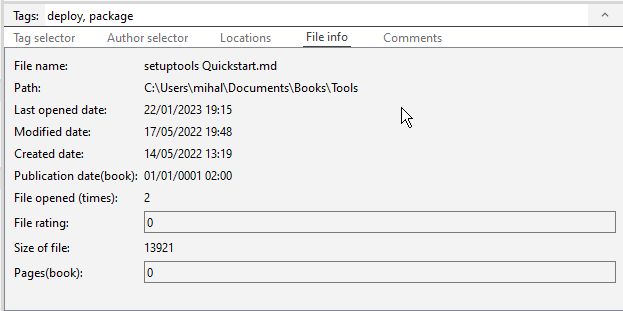 Tags: deploy, package
Tag selector Author selector Locations File info Comments
File name: setuptools Quickstart.md
Path: C:\Users\mihal\Documents\Books\Tools
Last opened date: 22/01/2023 19:15
Modified date: 17/05/2022 19:48
Created date: 14/05/2022 13:19
Publication date(book): 01/01/0001 02:00
File opened (times): 2
File rating: 0
Size of file: 13921
Pages(book): 0